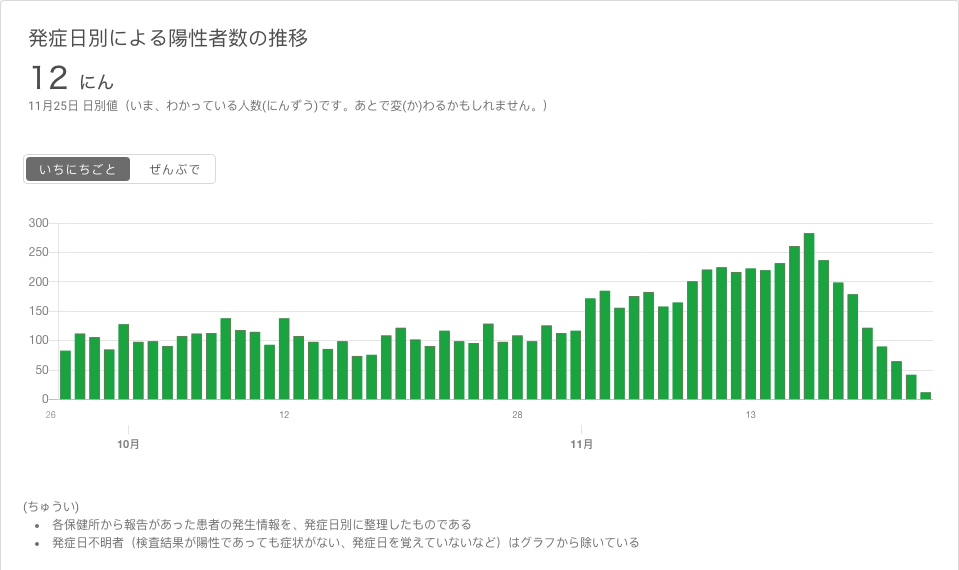 発症日別による陽性者数の推移
12 にん
11月25日 日別値（いま、わかっている人数(にんずう)です。あとで変(か)わるかもしれません。）
いちにちごと ぜんぶで
300
250
200
150
100
50
0
26 12 28 13
10月 11月
(ちゅうい)
• 各保健所から報告があった患者の発生情報を、発症日別に整理したものである
• 発症日不明者（検査結果が陽性であっても症状がない、発症日を覚えていないなど）はグラフから除いている